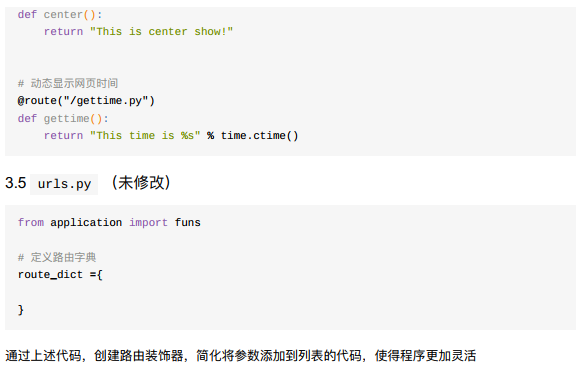 def center():
    return "This is center show!"
# 动态显示网页时间
@route("/gettime.py")
def gettime():
    return "This time is %s" % time.ctime()
3.5 urls.py （未修改）
from application import funs
# 定义路由字典
route_dict ={
}
通过上述代码，创建路由装饰器，简化将参数添加到列表的代码，使得程序更加灵活